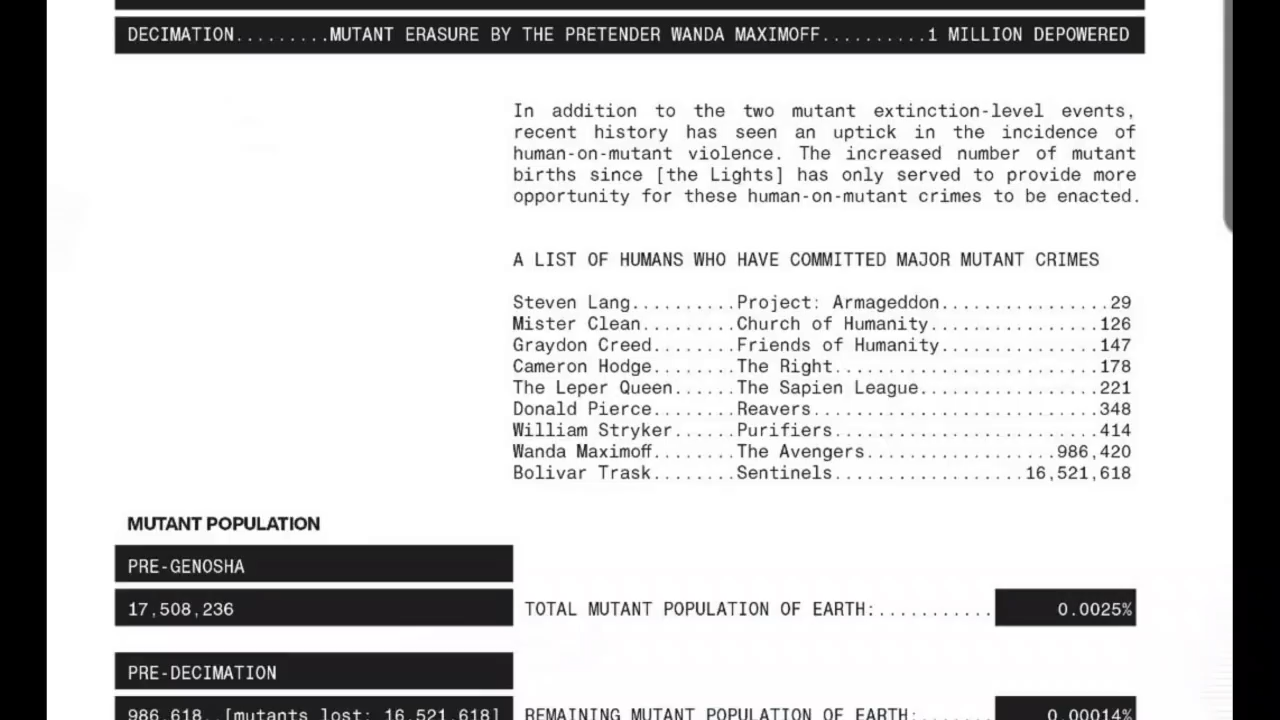 DECIMATION.........MUTANT ERASURE BY THE PRETENDER WANDA MAXIMOFF..........1 MILLION DEPOWERED
In addition to the two mutant extinction-level events,
recent history has seen an uptick in the incidence of
human-on-mutant violence. The increased number of mutant
births since [the Lights] has only served to provide more
opportunity for these human-on-mutant crimes to be enacted.
A LIST OF HUMANS WHO HAVE COMMITTED MAJOR MUTANT CRIMES
Steven Lang..........Project: Armageddon................29
Mister Clean.........Church of Humanity................126
Graydon Creed........Friends of Humanity...............147
Cameron Hodge........The Right.........................178
The Leper Queen......The Sapien League.................221
Donald Pierce........Reavers...........................348
William Stryker......Purifiers.........................414
Wanda Maximoff.......The Avengers..................986,420
Bolivar Trask........Sentinels..................16,521,618
MUTANT POPULATION
PRE-GENOSHA
17,508,236 TOTAL MUTANT POPULATION OF EARTH:........... 0.0025%
PRE-DECIMATION
986,618..[mutants lost: 16,521,618] REMAINING MUTANT POPULATION OF EARTH:....... 0.00014%